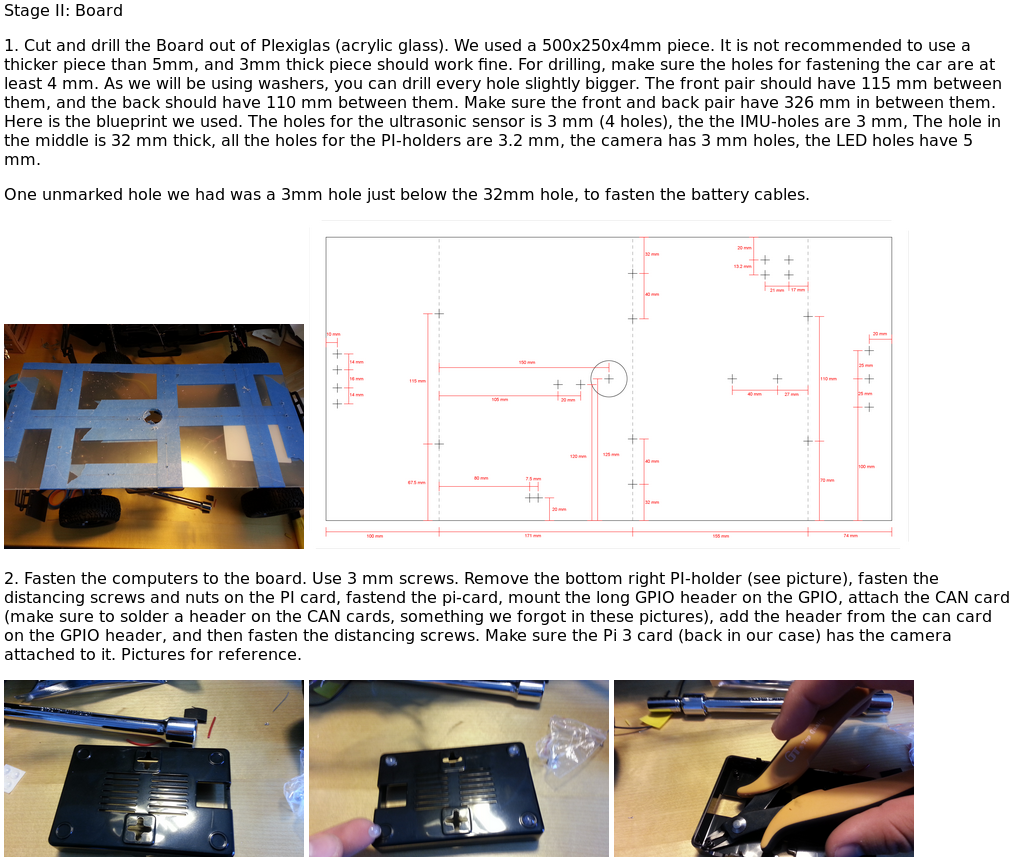 Stage II: Board
1. Cut and drill the Board out of Plexiglas (acrylic glass). We used a 500x250x4mm piece. It is not recommended to use a
thicker piece than 5mm, and 3mm thick piece should work fine. For drilling, make sure the holes for fastening the car are at
least 4 mm. As we will be using washers, you can drill every hole slightly bigger. The front pair should have 115 mm between
them, and the back should have 110 mm between them. Make sure the front and back pair have 326 mm in between them.
Here is the blueprint we used. The holes for the ultrasonic sensor is 3 mm (4 holes), the the IMU-holes are 3 mm, The hole in
the middle is 32 mm thick, all the holes for the PI-holders are 3.2 mm, the camera has 3 mm holes, the LED holes have 5
mm.
One unmarked hole we had was a 3mm hole just below the 32mm hole, to fasten the battery cables.
20 mm
32 mm
13.2 mm
21 mm 17 mm
40 mm
10 mm
20 mm
14 mm
150 mm
25 mm
16 mm
115 mm
110 mm
14 mm
105 mm
20 mm
40 mm
27 mm
25 mm
120 mm
125 mm
40 mm
100 mm
67.5 mm
80 mm
7.5 mm
70 mm
20 mm
32 mm
100 mm
171 mm
155 mm
74 mm
2. Fasten the computers to the board. Use 3 mm screws. Remove the bottom right PI-holder (see picture), fasten the
distancing screws and nuts on the PI card, fastend the pi-card, mount the long GPIO header on the GPIO, attach the CAN card
(make sure to solder a header on the CAN cards, something we forgot in these pictures), add the header from the can card
on the GPIO header, and then fasten the distancing screws. Make sure the Pi 3 card (back in our case) has the camera
attached to it. Pictures for reference.